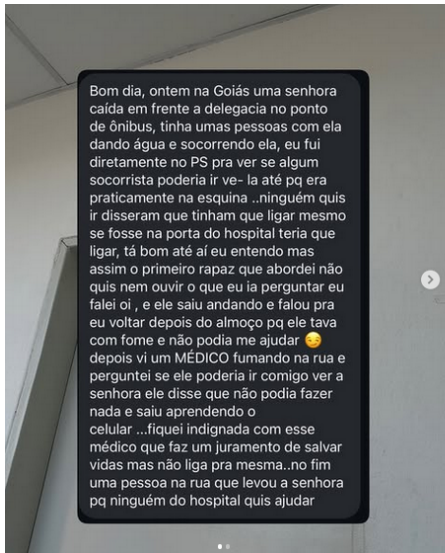 Bom dia, ontem na Goiás uma senhora
caída em frente a delegacia no ponto
de ônibus, tinha umas pessoas com ela
dando água e socorrendo ela, eu fui
diretamente no PS pra ver se algum
socorrista poderia ir ve- la até pq era
praticamente na esquina ..ninguém quis
ir disseram que tinham que ligar mesmo
se fosse na porta do hospital teria que
ligar, tá bom até aí eu entendo mas
assim o primeiro rapaz que abordei não
quis nem ouvir o que eu ia perguntar eu
falei oi , e ele saiu andando e falou pra
eu voltar depois do almoço pq ele tava
com fome e não podia me ajudar 😏
depois vi um MÉDICO fumando na rua e
perguntei se ele poderia ir comigo ver a
senhora ele disse que não podia fazer
nada e saiu aprendendo o
celular ...fiquei indignada com esse
médico que faz um juramento de salvar
vidas mas não liga pra mesma..no fim
uma pessoa na rua que levou a senhora
pq ninguém do hospital quis ajudar